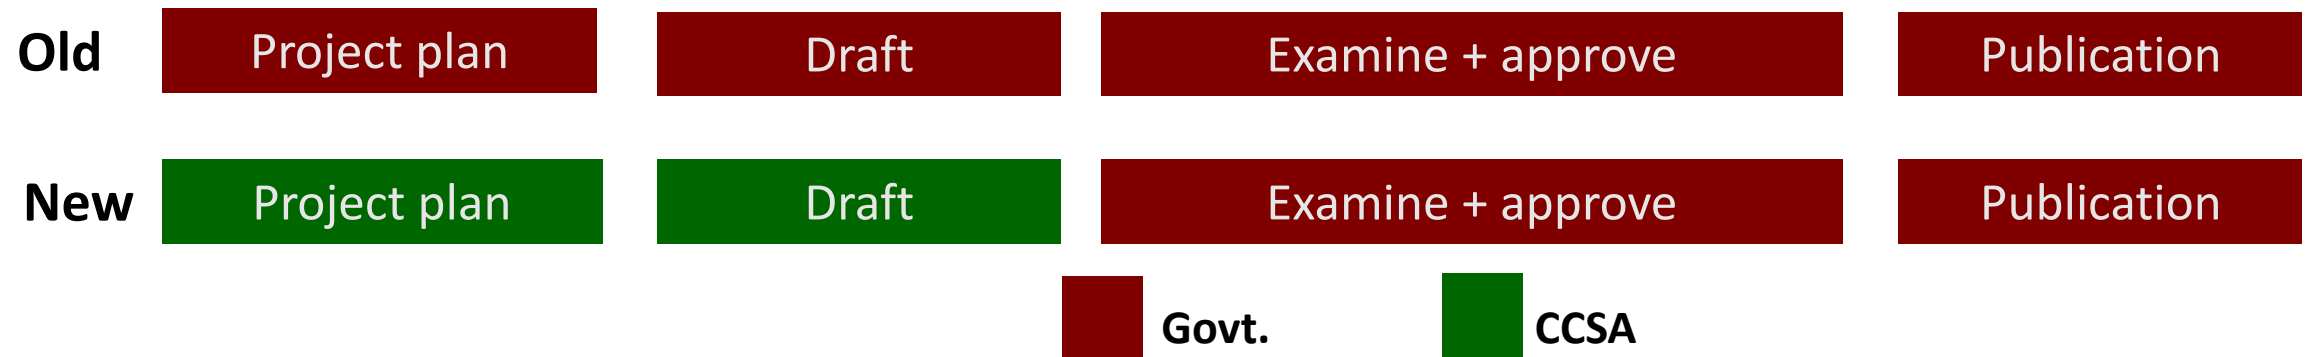 Old Project plan Draft Examine + approve Publication
New Project plan Draft Examine + approve Publication
Govt. CCSA